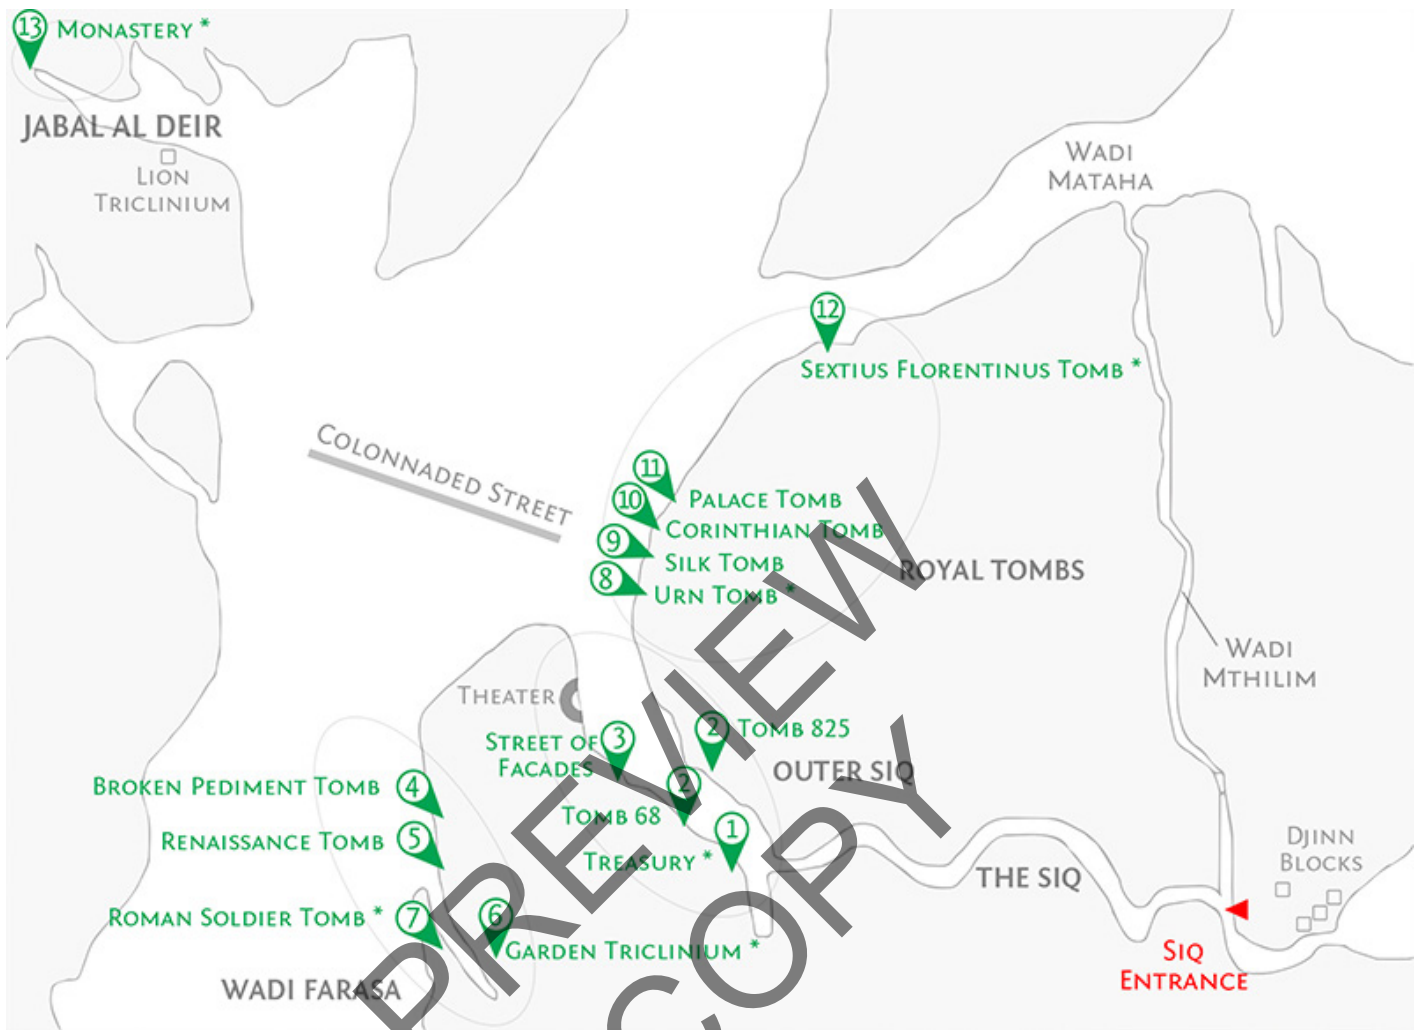 13 Monastery *
Jabal al Deir
Lion
Triclinium
Wadi
Mataha
12
Sextius Florentinus Tomb *
Colonnaded Street
11
Palace Tomb
10
Corinthian Tomb
9
Silk Tomb
8
Urn Tomb *
Royal Tombs
Wadi
Mthilim
Theater
Street of
Facades
3
2 Tomb 825
Outer Siq
Broken Pediment Tomb 4
2
Tomb 68
1
Treasury *
Renaissance Tomb 5
Djinn
Blocks
The Siq
Roman Soldier Tomb * 7
6
Garden Triclinium *
Siq
Entrance
Wadi Farasa
PREVIEW
COPY